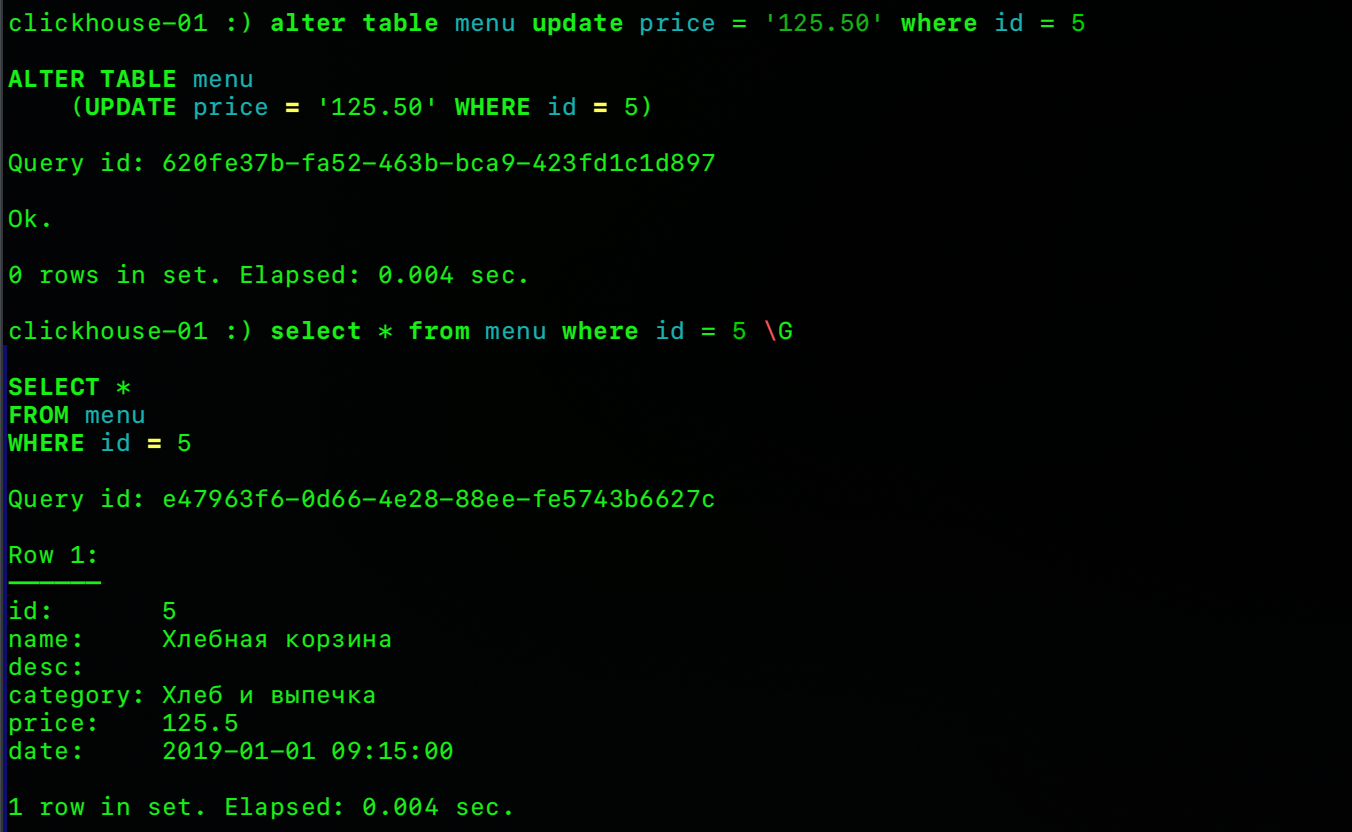 clickhouse-01 :) alter table menu update price = '125.50' where id = 5
ALTER TABLE menu
(UPDATE price = '125.50' WHERE id = 5)
Query id: 620fe37b-fa52-463b-bca9-423fd1c1d897
Ok.
0 rows in set. Elapsed: 0.004 sec.
clickhouse-01 :) select * from menu where id = 5 \G
SELECT *
FROM menu
WHERE id = 5
Query id: e47963f6-0d66-4e28-88ee-fe5743b6627c
Row 1:
──────
id:       5
name:     Хлебная корзина
desc:
category: Хлеб и выпечка
price:    125.5
date:     2019-01-01 09:15:00
1 row in set. Elapsed: 0.004 sec.